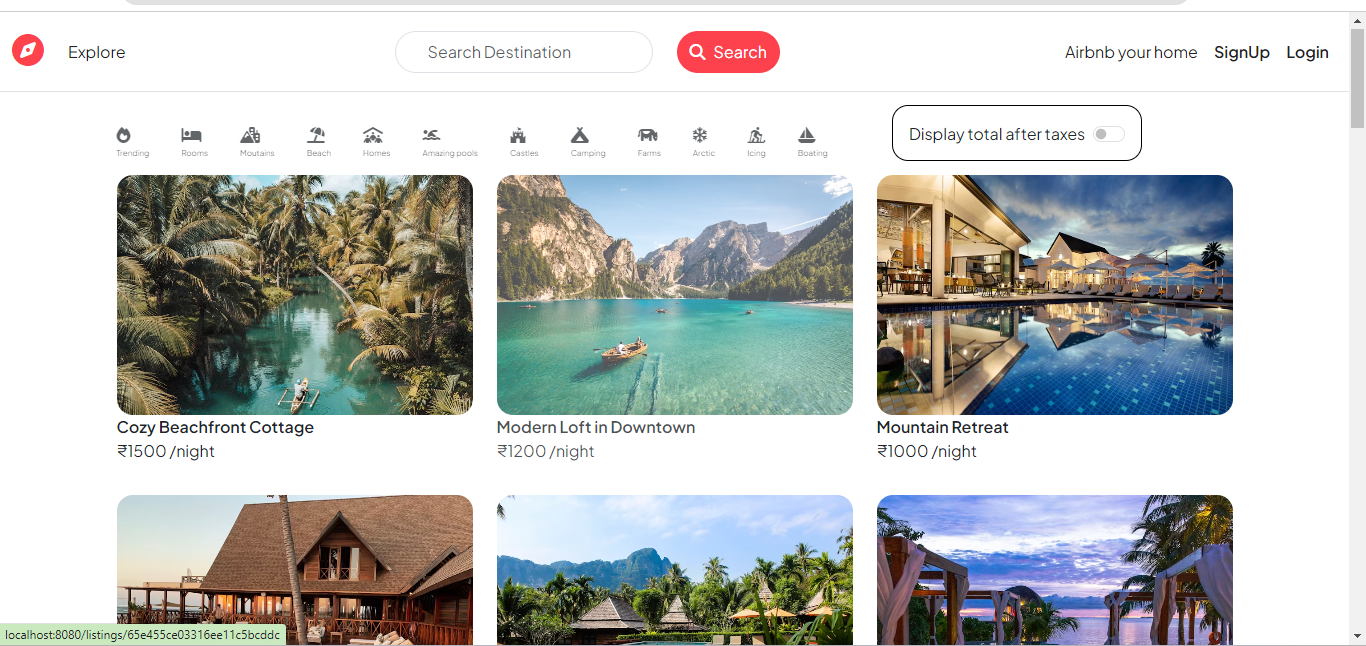 Explore
Search Destination
Search
Airbnb your home SignUp Login
Trending
Rooms
Moutains
Beach
Homes
Amazing pools
Castles
Camping
Farms
Arctic
Icing
Boating
Display total after taxes
Cozy Beachfront Cottage
₹1500 /night
Modern Loft in Downtown
₹1200 /night
Mountain Retreat
₹1000 /night
localhost:8080/listings/65e455ce03316ee11c5bcddc